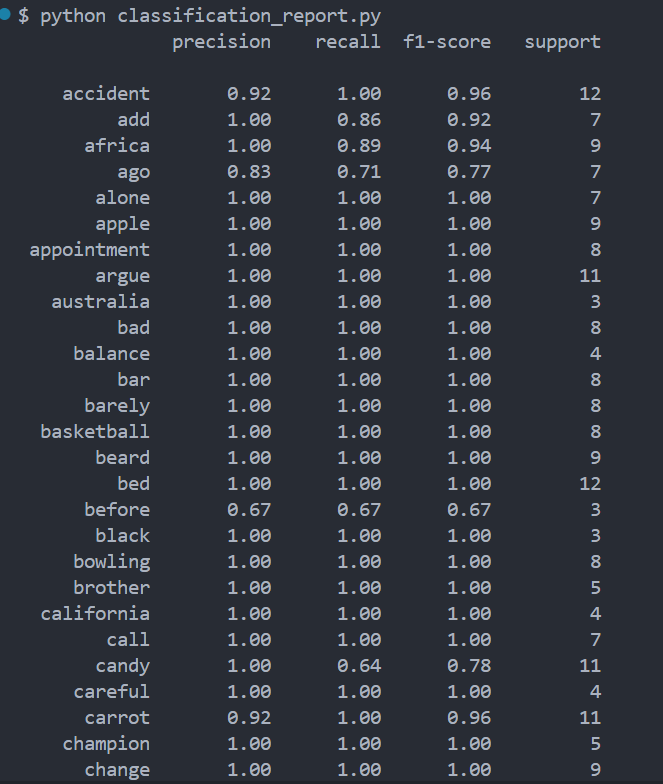 $ python classification_report.py
precision recall f1-score support
accident 0.92 1.00 0.96 12
add 1.00 0.86 0.92 7
africa 1.00 0.89 0.94 9
ago 0.83 0.71 0.77 7
alone 1.00 1.00 1.00 7
apple 1.00 1.00 1.00 9
appointment 1.00 1.00 1.00 8
argue 1.00 1.00 1.00 11
australia 1.00 1.00 1.00 3
bad 1.00 1.00 1.00 8
balance 1.00 1.00 1.00 4
bar 1.00 1.00 1.00 8
barely 1.00 1.00 1.00 8
basketball 1.00 1.00 1.00 8
beard 1.00 1.00 1.00 9
bed 1.00 1.00 1.00 12
before 0.67 0.67 0.67 3
black 1.00 1.00 1.00 3
bowling 1.00 1.00 1.00 8
brother 1.00 1.00 1.00 5
california 1.00 1.00 1.00 4
call 1.00 1.00 1.00 7
candy 1.00 0.64 0.78 11
careful 1.00 1.00 1.00 4
carrot 0.92 1.00 0.96 11
champion 1.00 1.00 1.00 5
change 1.00 1.00 1.00 9